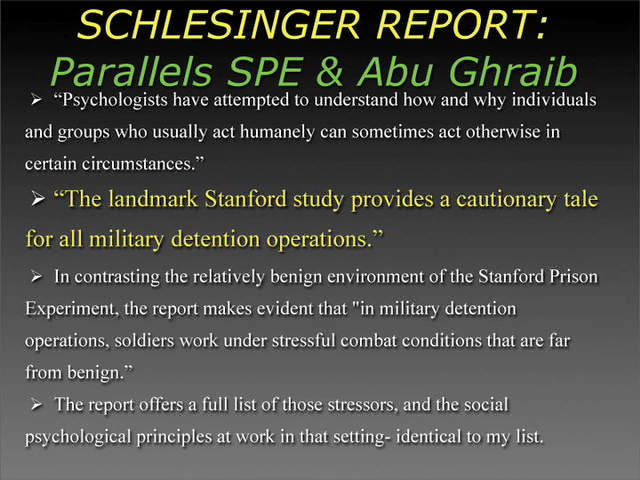 SCHLESINGER REPORT:
Parallels SPE & Abu Ghraib
➢ “Psychologists have attempted to understand how and why individuals
and groups who usually act humanely can sometimes act otherwise in
certain circumstances.”
➢ “The landmark Stanford study provides a cautionary tale
for all military detention operations.”
➢ In contrasting the relatively benign environment of the Stanford Prison
Experiment, the report makes evident that "in military detention
operations, soldiers work under stressful combat conditions that are far
from benign.”
➢ The report offers a full list of those stressors, and the social
psychological principles at work in that setting- identical to my list.